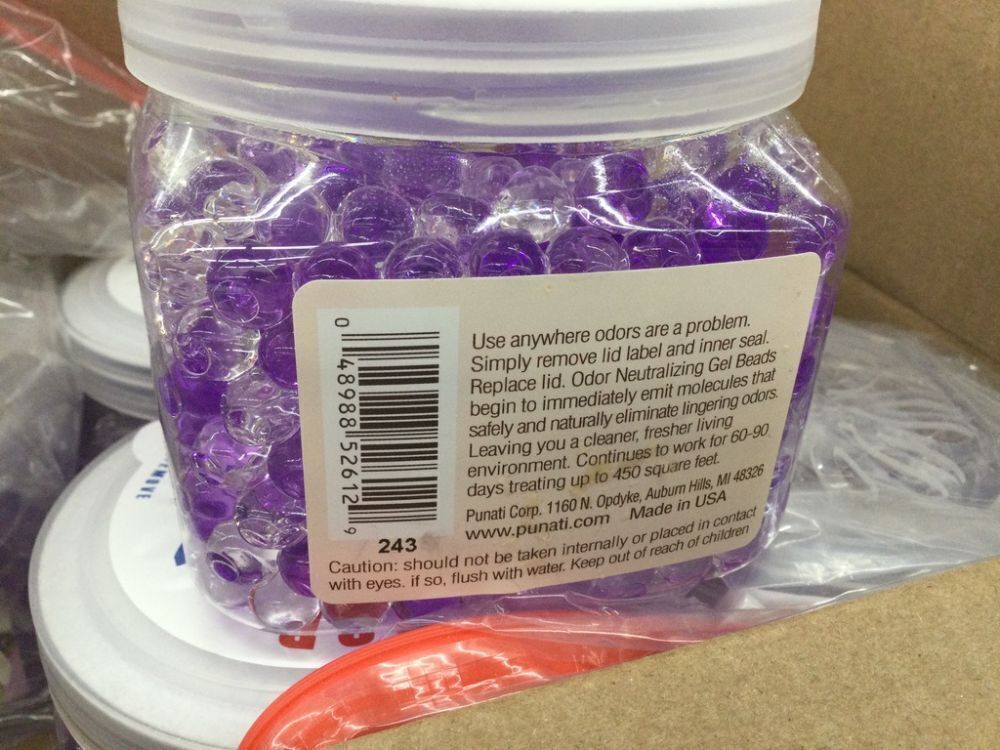 Use anywhere odors are a problem.
Simply remove lid label and inner seal.
Replace lid. Odor Neutralizing Gel Beads
begin to immediately emit molecules that
safely and naturally eliminate lingering odors.
Leaving you a cleaner, fresher living
environment. Continues to work for 60-90
days treating up to 450 square feet.
Punati Corp. 1160 N. Opdyke, Auburn Hills, MI 48326
www.punati.com Made in USA
0 48988 52612 9
243
Caution: should not be taken internally or placed in contact
with eyes. if so, flush with water. Keep out of reach of children
REMOVE